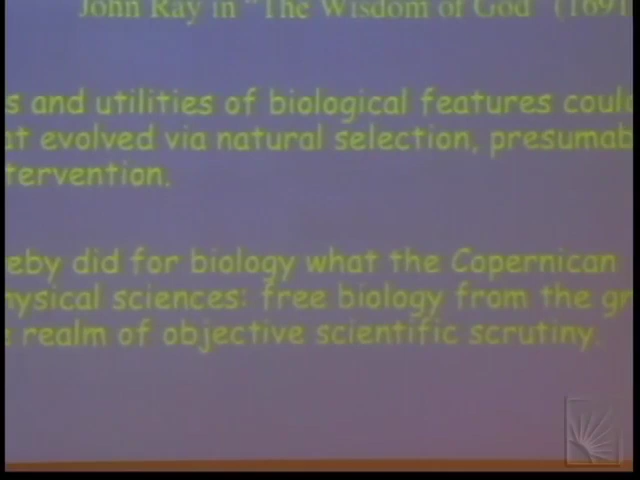 John Ray in "The Wisdom of God" (1691
s and utilities of biological features coul
at evolved via natural selection, presumab
tervention.
eby did for biology what the Copernican
hysical sciences: free biology from the gr
realm of objective scientific scrutiny.